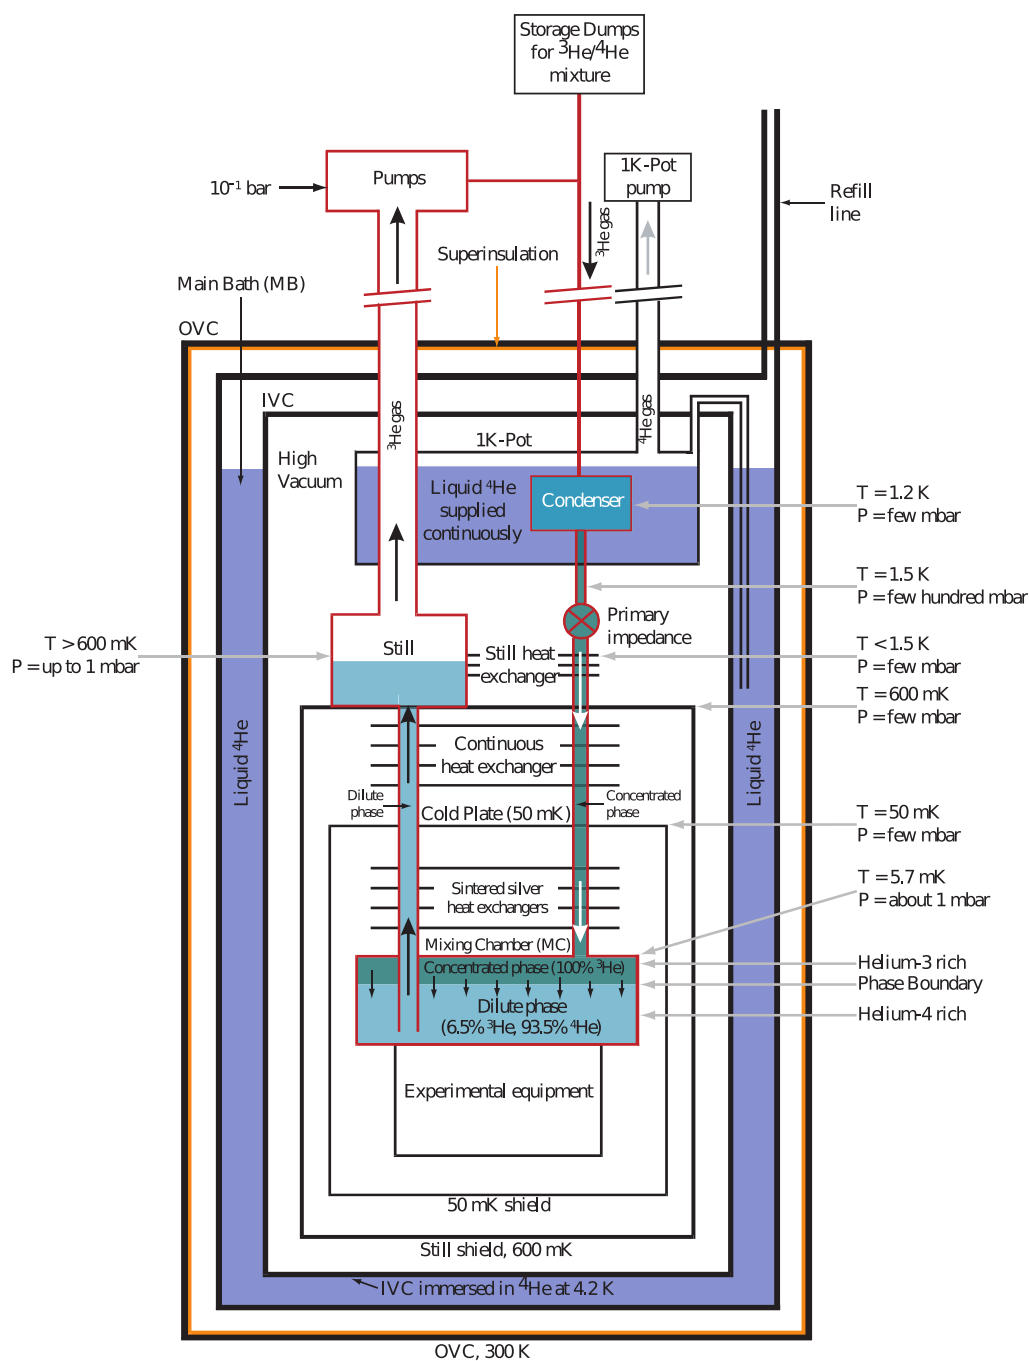 Storage Dumps
for ³He/⁴He
mixture
Pumps
10⁻¹ bar
1K-Pot
pump
Refill
line
³He gas
Superinsulation
Main Bath (MB)
OVC
IVC
³He gas
⁴He gas
1K-Pot
High
Vacuum
Liquid ⁴He
supplied
continuously
Condenser
T = 1.2 K
P = few mbar
T = 1.5 K
P = few hundred mbar
Primary
impedance
T > 600 mK
P = up to 1 mbar
Still
Still heat
exchanger
T < 1.5 K
P = few mbar
T = 600 mK
P = few mbar
Liquid ⁴He
Liquid ⁴He
Continuous
heat exchanger
Dilute
phase
Concentrated
phase
Cold Plate (50 mK)
T = 50 mK
P = few mbar
Sintered silver
heat exchangers
T = 5.7 mK
P = about 1 mbar
Mixing Chamber (MC)
Concentrated phase (100% ³He)
Helium-3 rich
Phase Boundary
Dilute phase
(6.5% ³He, 93.5% ⁴He)
Helium-4 rich
Experimental equipment
50 mK shield
Still shield, 600 mK
IVC immersed in ⁴He at 4.2 K
OVC, 300 K